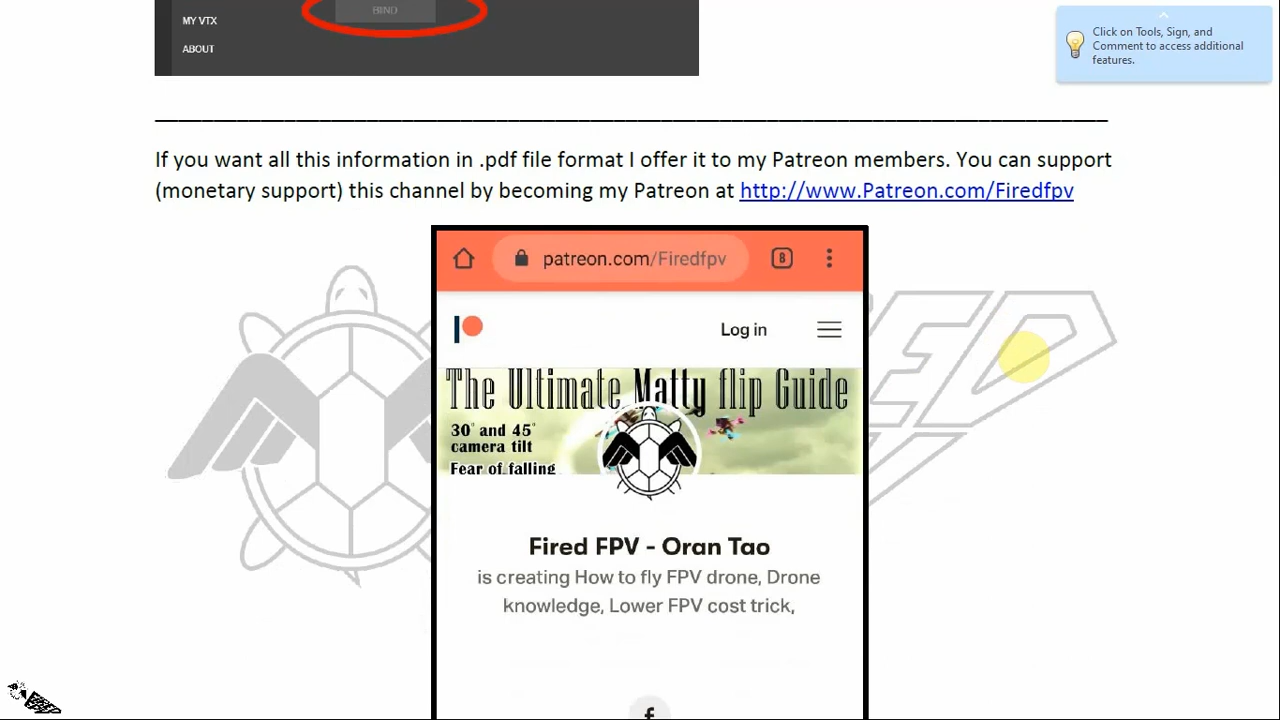 BIND
MY VTX
ABOUT
Click on Tools, Sign, and
Comment to access additional
features.
If you want all this information in .pdf file format I offer it to my Patreon members. You can support
(monetary support) this channel by becoming my Patreon at http://www.Patreon.com/Firedfpv
patreon.com/Firedfpv
8
Log in
The Ultimate Matty flip Guide
30° and 45°
camera tilt
Fear of falling
Fired FPV - Oran Tao
is creating How to fly FPV drone, Drone
knowledge, Lower FPV cost trick,